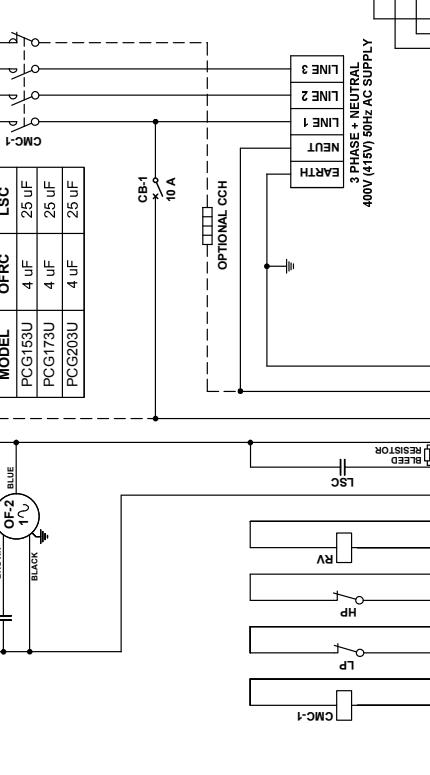 LINE 3
LINE 2
LINE 1
NEUT
EARTH
3 PHASE + NEUTRAL
400V (415V) 50Hz AC SUPPLY
CMC-1
CB-1
10 A
OPTIONAL CCH
MODEL OFRC LSC
PCG153U 4 uF 25 uF
PCG173U 4 uF 25 uF
PCG203U 4 uF 25 uF
BLUE
OF-2
1
BLACK
LSC
BLEED
RESISTOR
RV
HP
LP
CMC-1